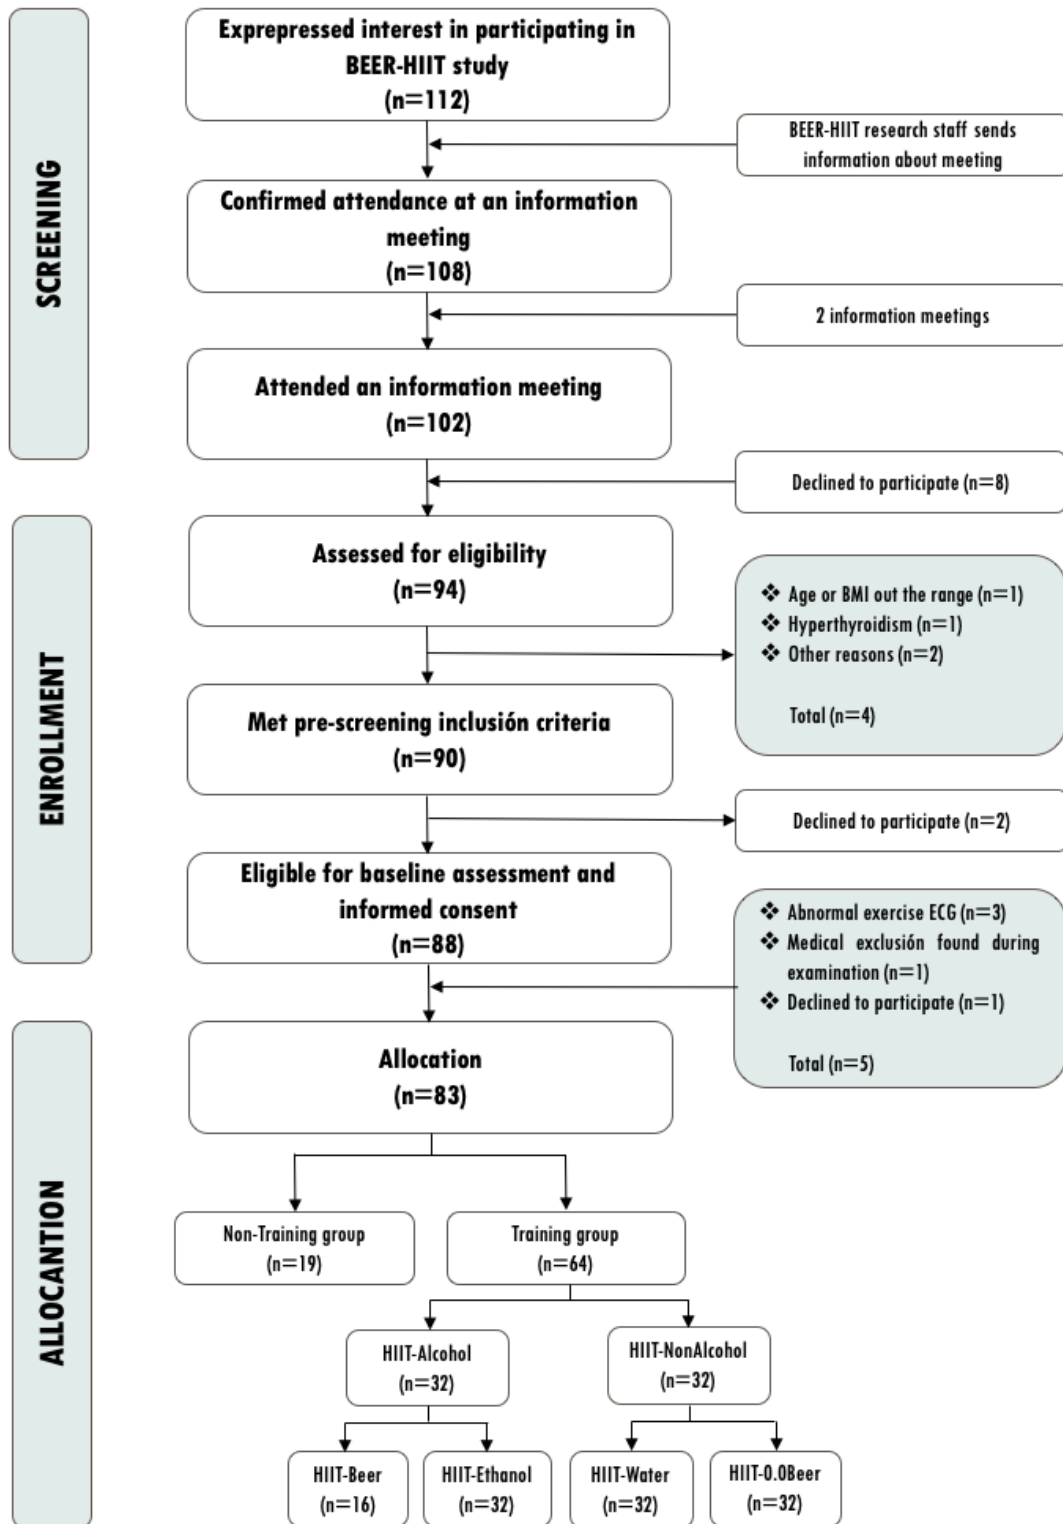 SCREENING
Exprepressed interest in participating in
BEER-HIIT study
(n=112)
BEER-HIIT research staff sends
information about meeting
Confirmed attendance at an information
meeting
(n=108)
2 information meetings
Attended an information meeting
(n=102)
Declined to participate (n=8)
ENROLLMENT
Assessed for eligibility
(n=94)
❖ Age or BMI out the range (n=1)
❖ Hyperthyroidism (n=1)
❖ Other reasons (n=2)
Total (n=4)
Met pre-screening inclusión criteria
(n=90)
Declined to participate (n=2)
Eligible for baseline assessment and
informed consent
(n=88)
❖ Abnormal exercise ECG (n=3)
❖ Medical exclusión found during
examination (n=1)
❖ Declined to participate (n=1)
Total (n=5)
ALLOCANTION
Allocation
(n=83)
Non-Training group
(n=19)
Training group
(n=64)
HIIT-Alcohol
(n=32)
HIIT-NonAlcohol
(n=32)
HIIT-Beer
(n=16)
HIIT-Ethanol
(n=32)
HIIT-Water
(n=32)
HIIT-0.0Beer
(n=32)